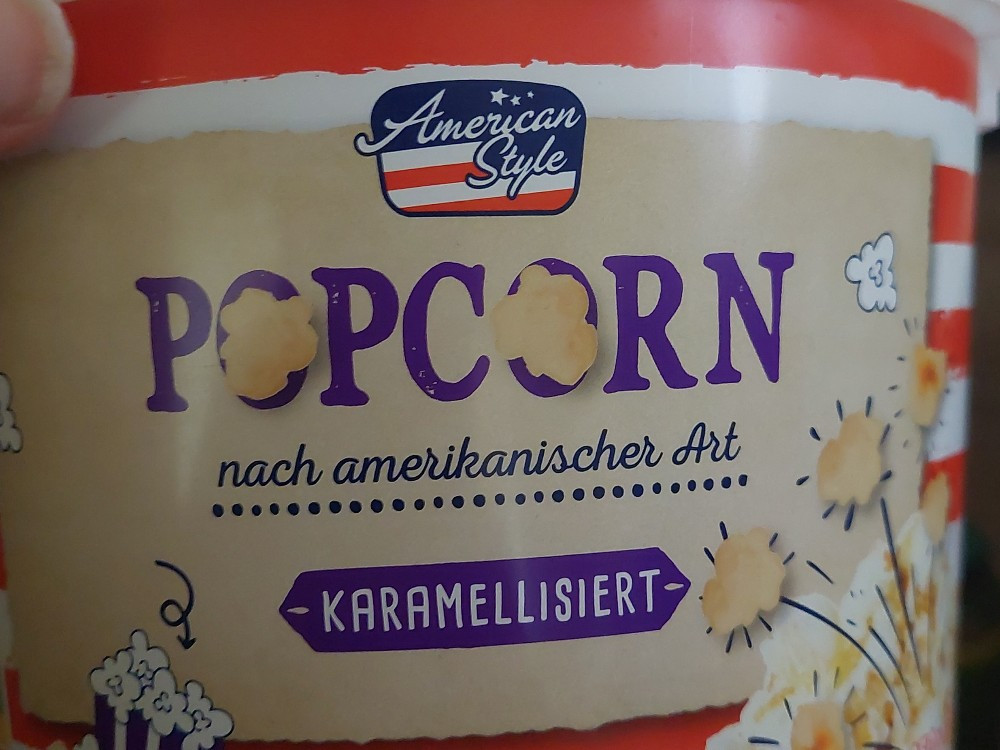 American
Style
POPCORN
nach amerikanischer Art
KARAMELLISIERT